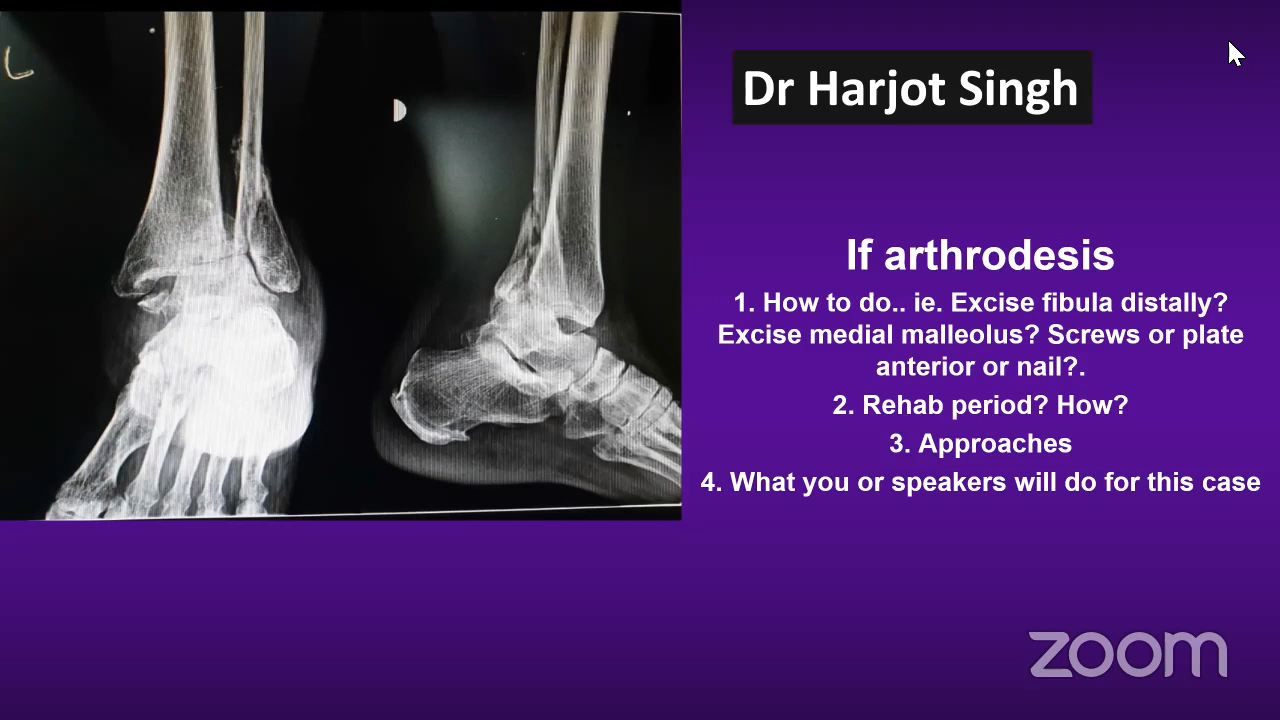 L
Dr Harjot Singh
If arthrodesis
1. How to do.. ie. Excise fibula distally?
Excise medial malleolus? Screws or plate
anterior or nail?.
2. Rehab period? How?
3. Approaches
4. What you or speakers will do for this case
zoom